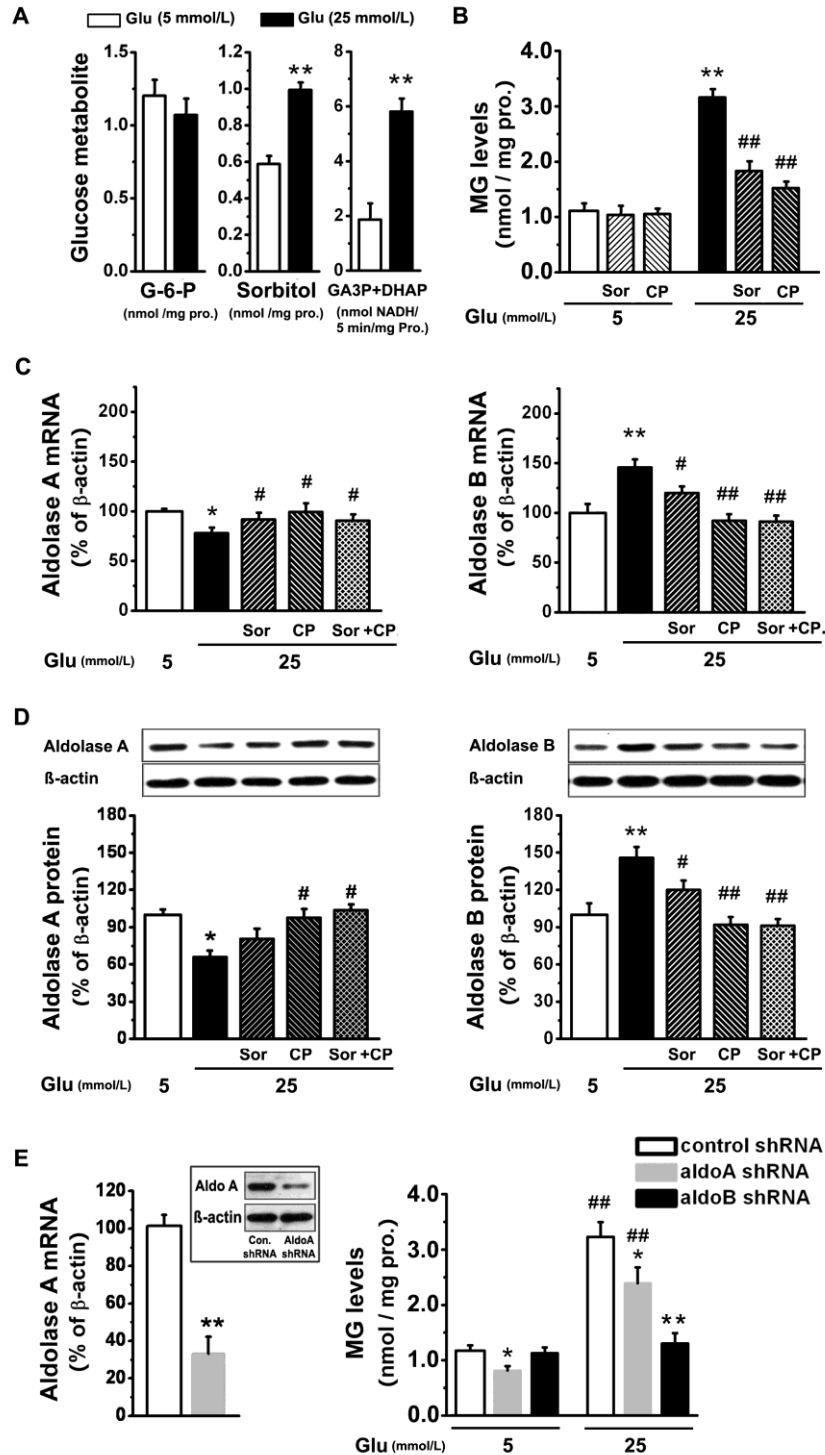 A
Glu (5 mmol/L) Glu (25 mmol/L)
Glucose metabolite
1.5
1.0
0.5
0.0
G-6-P
(nmol /mg pro.)
**
1.0
0.8
0.6
0.4
0.2
0.0
Sorbitol
(nmol /mg pro.)
**
8
6
4
2
0
GA3P+DHAP
(nmol NADH/
5 min/mg Pro.)
B
MG levels
(nmol / mg pro.)
4.0
3.0
2.0
1.0
0.0
** ## ##
Sor CP Sor CP
Glu (mmol/L) 5 25
C
Aldolase A mRNA
(% of β-actin)
200
150
100
50
0
* # # #
Sor CP Sor +CP.
Glu (mmol/L) 5 25
Aldolase B mRNA
(% of β-actin)
200
150
100
50
0
** # ## ##
Sor CP Sor +CP.
Glu (mmol/L) 5 25
D
Aldolase A
ß-actin
Aldolase A protein
(% of β-actin)
180
150
120
90
60
30
0
* # #
Sor CP Sor +CP
Glu (mmol/L) 5 25
Aldolase B
ß-actin
Aldolase B protein
(% of β-actin)
180
150
120
90
60
30
0
** # ## ##
Sor CP Sor +CP
Glu (mmol/L) 5 25
E
Aldolase A mRNA
(% of β-actin)
120
100
80
60
40
20
0
**
Aldo A
ß-actin
Con. AldoA
shRNA shRNA
control shRNA
aldoA shRNA
aldoB shRNA
MG levels
(nmol / mg pro.)
4.0
3.0
2.0
1.0
0.0
* ## ## * **
Glu (mmol/L) 5 25